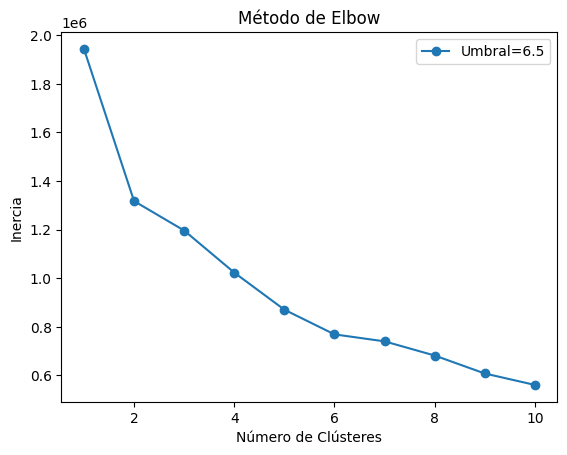 Método de Elbow
1e6
Umbral=6.5
2.0
1.8
1.6
1.4
1.2
1.0
0.8
0.6
Inercia
2 4 6 8 10
Número de Clústeres